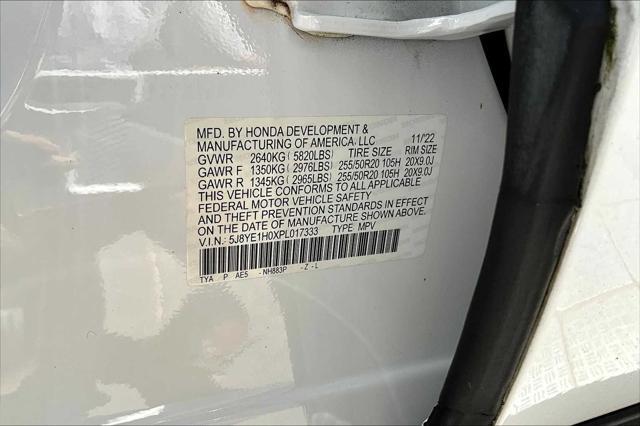 MFD. BY HONDA DEVELOPMENT &
MANUFACTURING OF AMERICA, LLC 11/'22
GVWR 2640KG ( 5820LBS) TIRE SIZE RIM SIZE
GAWR F 1350KG ( 2976LBS) 255/50R20 105H 20X9.0J
GAWR R 1345KG ( 2965LBS) 255/50R20 105H 20X9.0J
THIS VEHICLE CONFORMS TO ALL APPLICABLE
FEDERAL MOTOR VEHICLE SAFETY
AND THEFT PREVENTION STANDARDS IN EFFECT
ON THE DATE OF MANUFACTURE SHOWN ABOVE.
V.I.N.: 5J8YE1H0XPL017333 TYPE MPV
TYA P AE5 -NH883P -Z-L